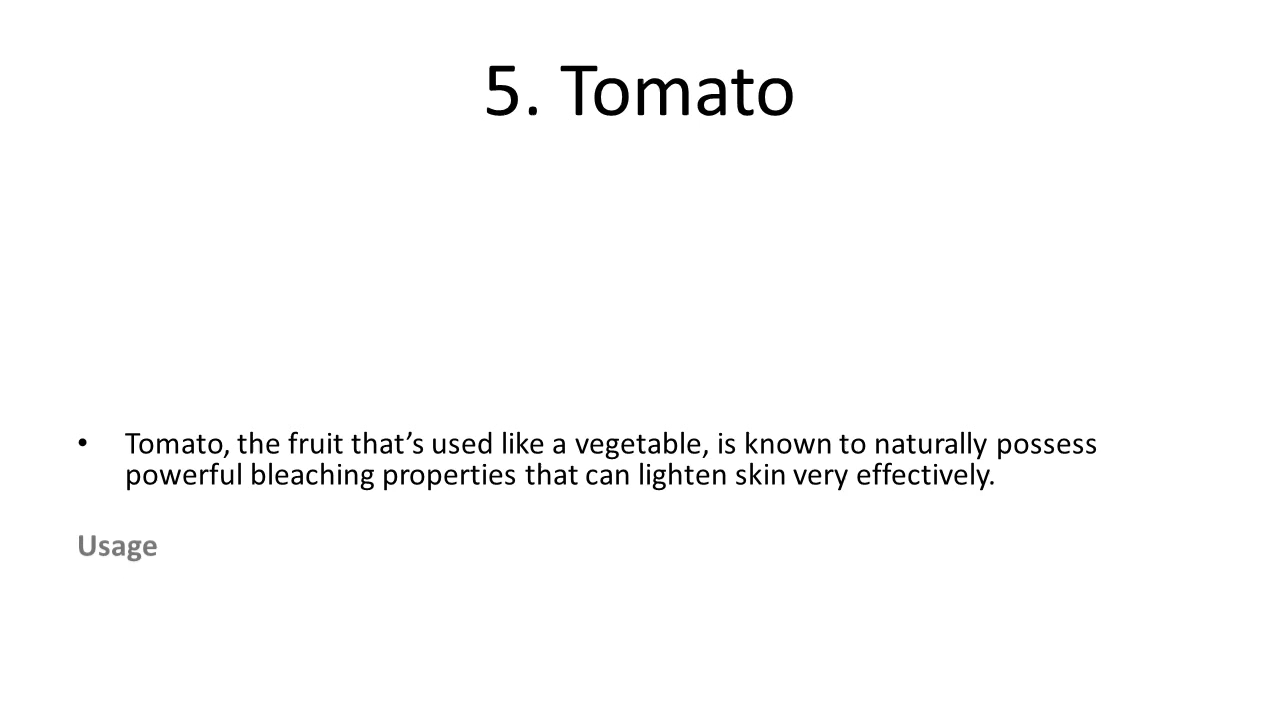 5. Tomato
• Tomato, the fruit that’s used like a vegetable, is known to naturally possess
powerful bleaching properties that can lighten skin very effectively.
Usage